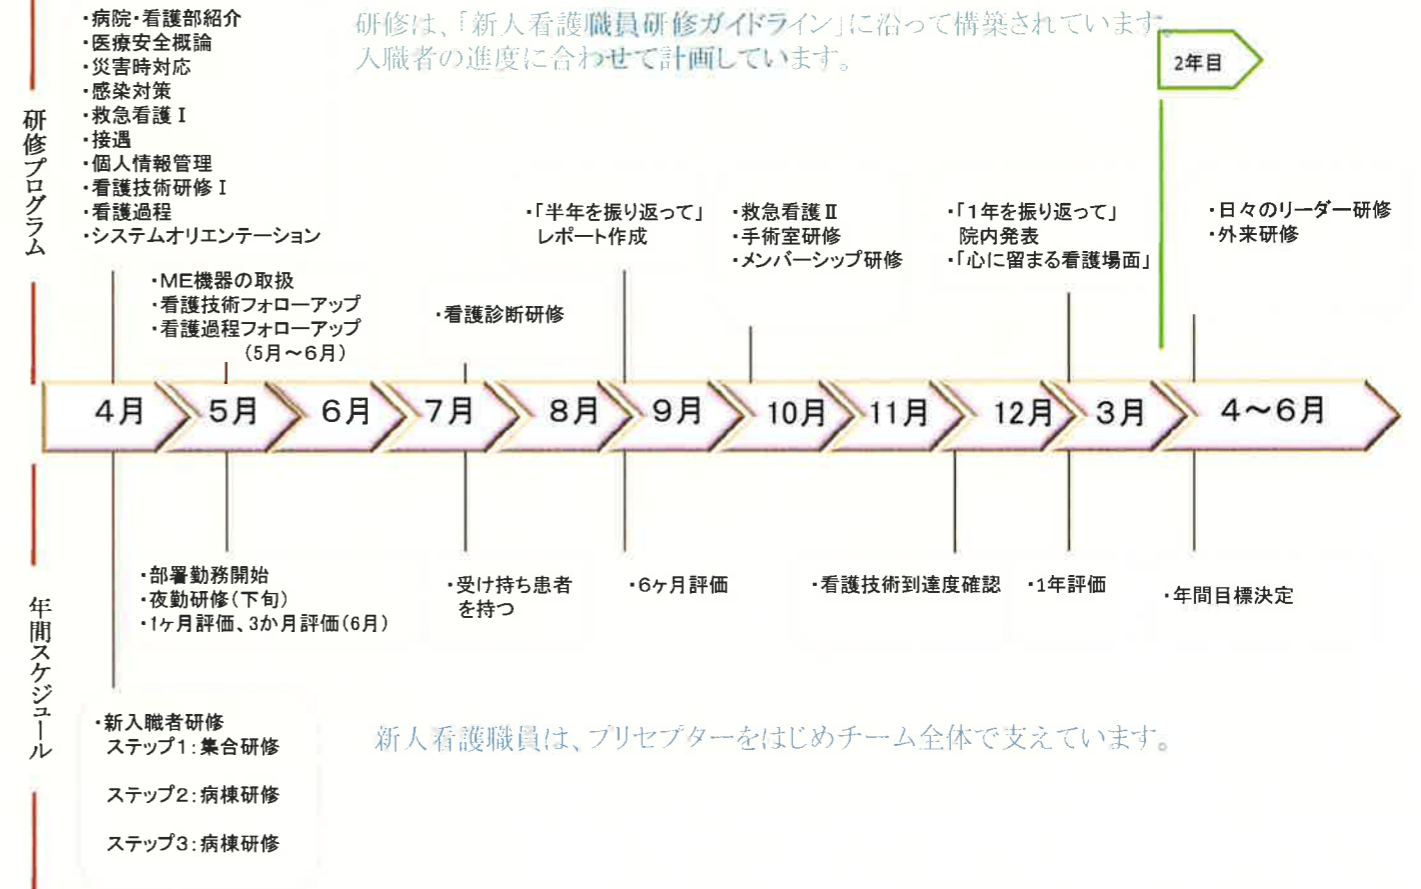 研修は、「新人看護職員研修ガイドライン」に沿って構築されています。
入職者の進度に合わせて計画しています。
2年目
研修プログラム
・病院・看護部紹介
・医療安全概論
・災害時対応
・感染対策
・救急看護Ⅰ
・接遇
・個人情報管理
・看護技術研修Ⅰ
・看護過程
・システムオリエンテーション
・ME機器の取扱
・看護技術フォローアップ
・看護過程フォローアップ
(5月～6月)
・看護診断研修
・「半年を振り返って」
レポート作成
・救急看護Ⅱ
・手術室研修
・メンバーシップ研修
・「1年を振り返って」
院内発表
・「心に留まる看護場面」
・日々のリーダー研修
・外来研修
4月
5月
6月
7月
8月
9月
10月
11月
12月
3月
4～6月
年間スケジュール
・部署勤務開始
・夜勤研修(下旬)
・1ヶ月評価、3か月評価(6月)
・受け持ち患者
を持つ
・6ヶ月評価
・看護技術到達度確認
・1年評価
・年間目標決定
・新入職者研修
ステップ1：集合研修
ステップ2：病棟研修
ステップ3：病棟研修
新人看護職員は、プリセプターをはじめチーム全体で支えています。